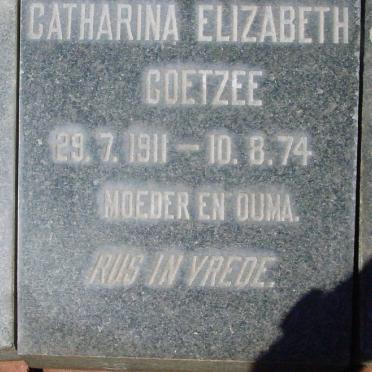 CATHARINA ELIZABETH
COETZEE
29. 7. 1911 — 10. 8. 74
MOEDER EN OUMA.
RUS IN VREDE.